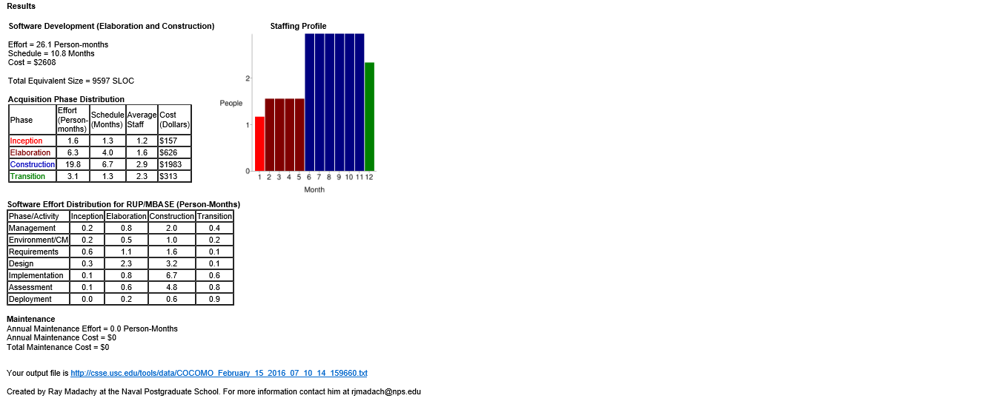 Results
Software Development (Elaboration and Construction)
Effort = 26.1 Person-months
Schedule = 10.8 Months
Cost = $2608
Total Equivalent Size = 9597 SLOC
Acquisition Phase Distribution
Phase Effort (Person-months) Schedule (Months) Average Staff Cost (Dollars)
Inception 1.6 1.3 1.2 $157
Elaboration 6.3 4.0 1.6 $626
Construction 19.8 6.7 2.9 $1983
Transition 3.1 1.3 2.3 $313
Staffing Profile
2
People
1
0
1 2 3 4 5 6 7 8 9 10 11 12
Month
Software Effort Distribution for RUP/MBASE (Person-Months)
Phase/Activity Inception Elaboration Construction Transition
Management 0.2 0.8 2.0 0.4
Environment/CM 0.2 0.5 1.0 0.2
Requirements 0.6 1.1 1.6 0.1
Design 0.3 2.3 3.2 0.1
Implementation 0.1 0.8 6.7 0.6
Assessment 0.1 0.6 4.8 0.8
Deployment 0.0 0.2 0.6 0.9
Maintenance
Annual Maintenance Effort = 0.0 Person-Months
Annual Maintenance Cost = $0
Total Maintenance Cost = $0
Your output file is http://csse.usc.edu/tools/data/COCOMO_February_15_2016_07_10_14_159660.txt
Created by Ray Madachy at the Naval Postgraduate School. For more information contact him at rjmadach@nps.edu